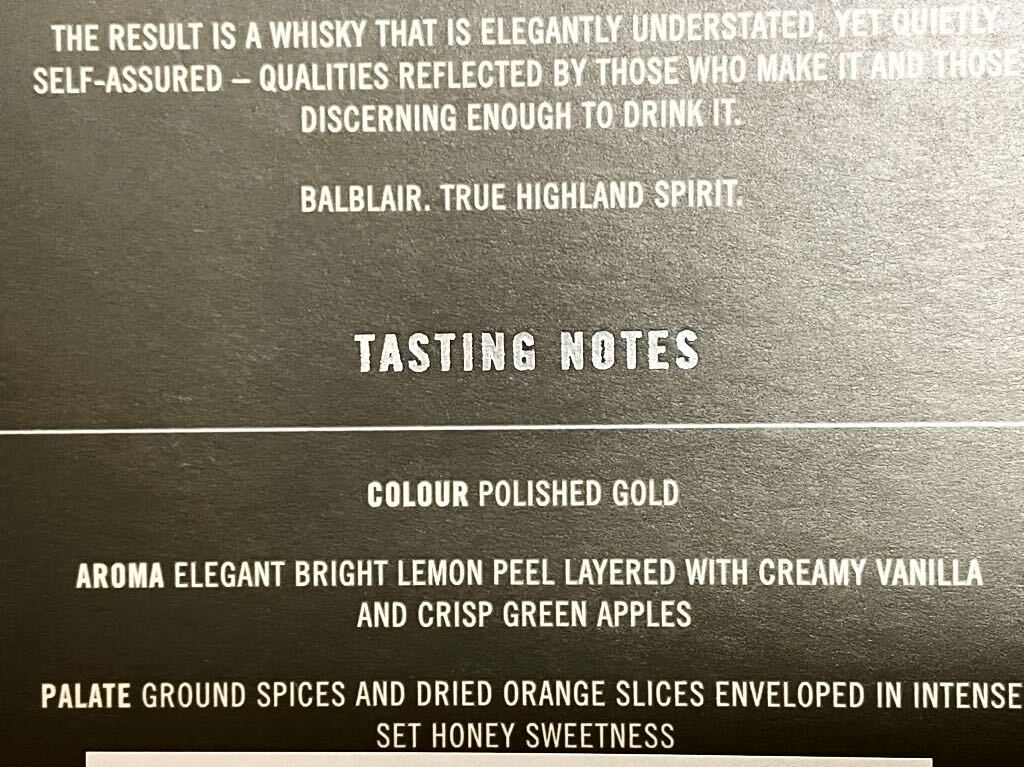 THE RESULT IS A WHISKY THAT IS ELEGANTLY UNDERSTATED, YET QUIETLY
SELF-ASSURED – QUALITIES REFLECTED BY THOSE WHO MAKE IT AND THOSE
DISCERNING ENOUGH TO DRINK IT.
BALBLAIR. TRUE HIGHLAND SPIRIT.
TASTING NOTES
COLOUR POLISHED GOLD
AROMA ELEGANT BRIGHT LEMON PEEL LAYERED WITH CREAMY VANILLA
AND CRISP GREEN APPLES
PALATE GROUND SPICES AND DRIED ORANGE SLICES ENVELOPED IN INTENSE
SET HONEY SWEETNESS